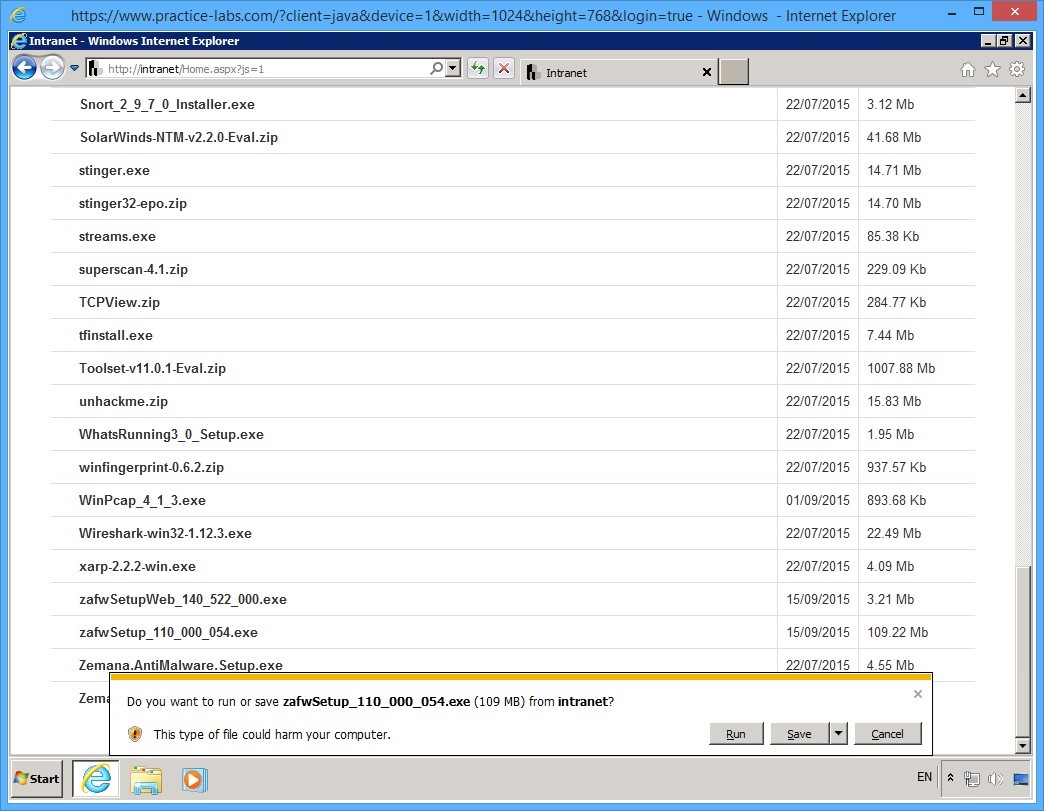 https://www.practice-labs.com/?client=java&device=1&width=1024&height=768&login=true - Windows - Internet Explorer
Intranet - Windows Internet Explorer
http://intranet/Home.aspx?js=1
Intranet
Snort_2_9_7_0_Installer.exe 22/07/2015 3.12 Mb
SolarWinds-NTM-v2.2.0-Eval.zip 22/07/2015 41.68 Mb
stinger.exe 22/07/2015 14.71 Mb
stinger32-epo.zip 22/07/2015 14.70 Mb
streams.exe 22/07/2015 85.38 Kb
superscan-4.1.zip 22/07/2015 229.09 Kb
TCPView.zip 22/07/2015 284.77 Kb
tfinstall.exe 22/07/2015 7.44 Mb
Toolset-v11.0.1-Eval.zip 22/07/2015 1007.88 Mb
unhackme.zip 22/07/2015 15.83 Mb
WhatsRunning3_0_Setup.exe 22/07/2015 1.95 Mb
winfingerprint-0.6.2.zip 22/07/2015 937.57 Kb
WinPcap_4_1_3.exe 01/09/2015 893.68 Kb
Wireshark-win32-1.12.3.exe 22/07/2015 22.49 Mb
xarp-2.2.2-win.exe 22/07/2015 4.09 Mb
zafwSetupWeb_140_522_000.exe 15/09/2015 3.21 Mb
zafwSetup_110_000_054.exe 15/09/2015 109.22 Mb
Zemana.AntiMalware.Setup.exe 22/07/2015 4.55 Mb
Zema
Do you want to run or save zafwSetup_110_000_054.exe (109 MB) from intranet?
This type of file could harm your computer.
Run Save Cancel
Start EN